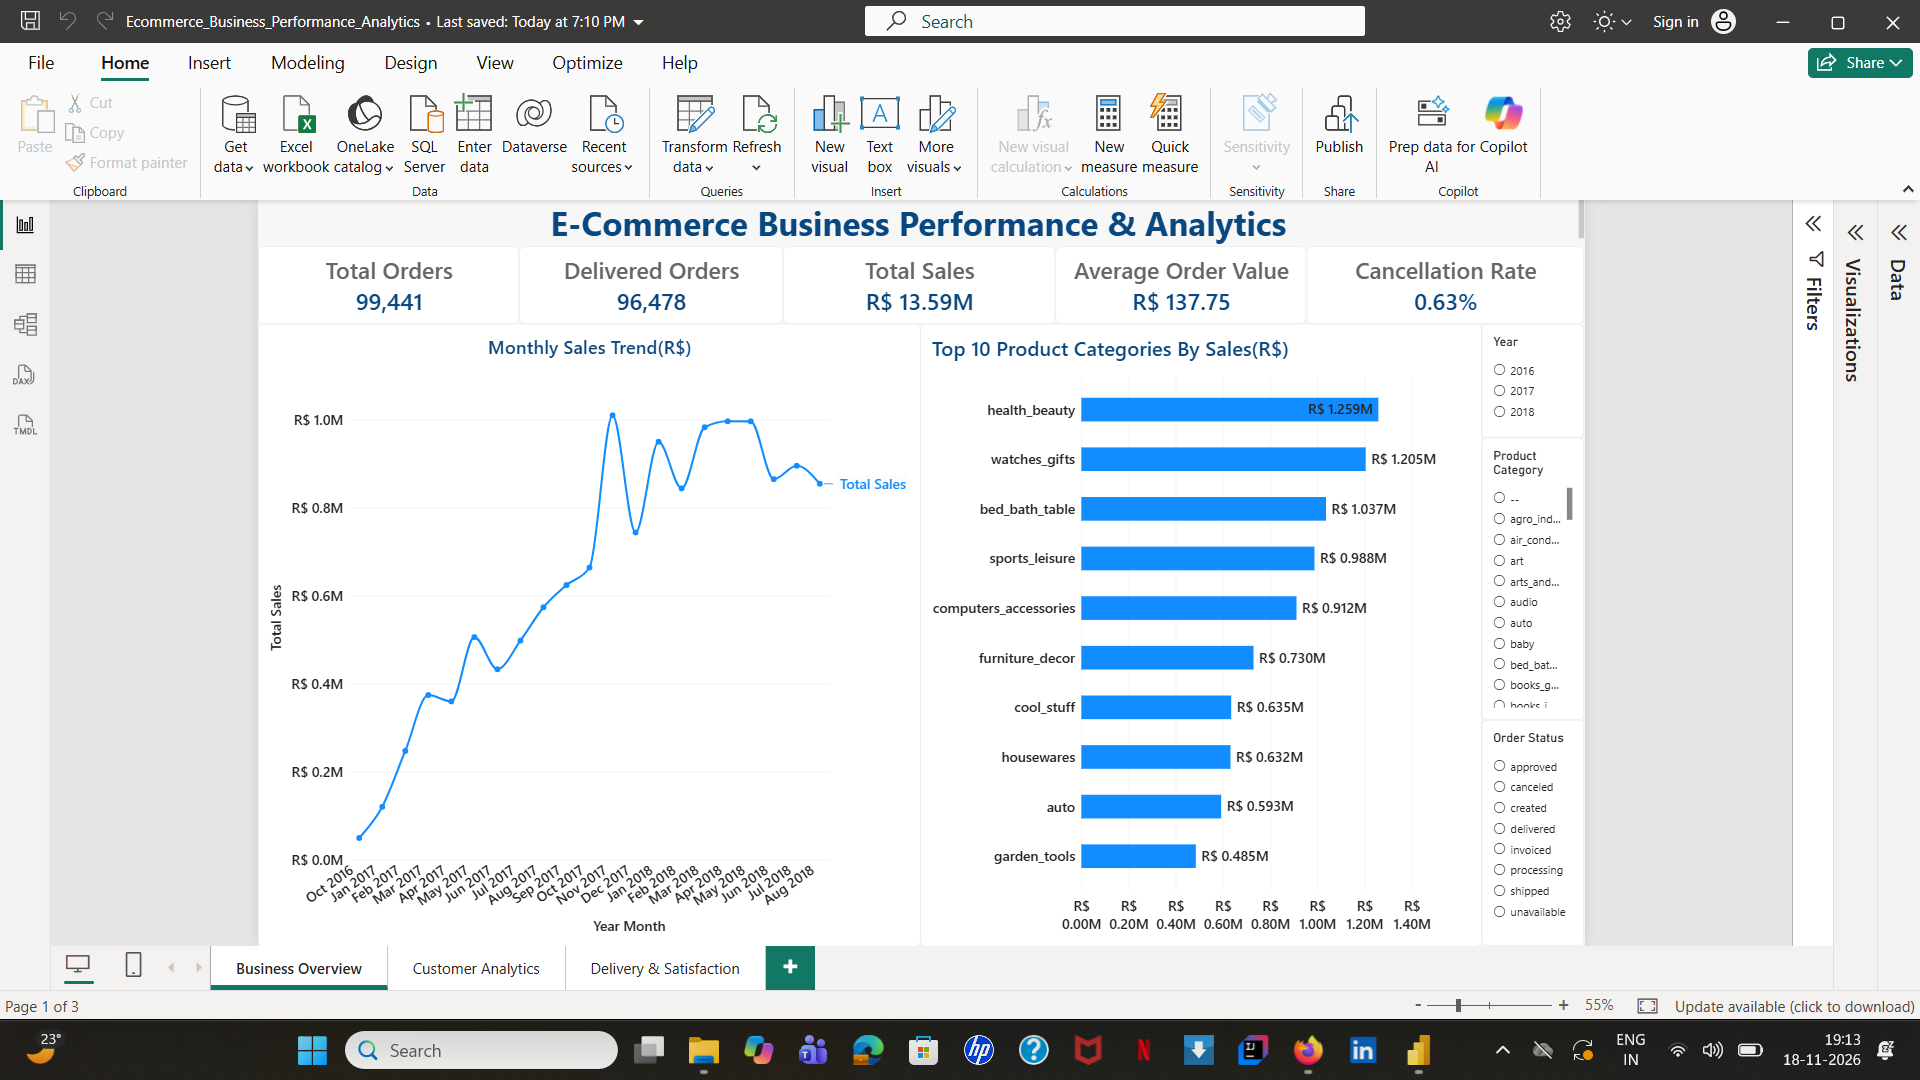 Ecommerce_Business_Performance_Analytics • Last saved: Today at 7:10 PM
Search
Sign in
File
Home
Insert
Modeling
Design
View
Optimize
Help
Share
Paste
Cut
Copy
Format painter
Clipboard
Get data
Excel workbook
OneLake catalog
SQL Server
Enter data
Dataverse
Recent sources
Data
Transform data
Refresh
Queries
New visual
Text box
More visuals
Insert
New visual calculation
New measure
Quick measure
Calculations
Sensitivity
Sensitivity
Publish
Share
Prep data for AI
Copilot
Copilot
DAX
TMDL
E-Commerce Business Performance & Analytics
Total Orders
99,441
Delivered Orders
96,478
Total Sales
R$ 13.59M
Average Order Value
R$ 137.75
Cancellation Rate
0.63%
Monthly Sales Trend(R$)
Total Sales
R$ 1.0M
R$ 0.8M
R$ 0.6M
R$ 0.4M
R$ 0.2M
R$ 0.0M
Total Sales
Oct 2016
Jan 2017
Feb 2017
Mar 2017
Apr 2017
May 2017
Jun 2017
Jul 2017
Aug 2017
Sep 2017
Oct 2017
Nov 2017
Dec 2017
Jan 2018
Feb 2018
Mar 2018
Apr 2018
May 2018
Jun 2018
Jul 2018
Aug 2018
Year Month
Top 10 Product Categories By Sales(R$)
health_beauty R$ 1.259M
watches_gifts R$ 1.205M
bed_bath_table R$ 1.037M
sports_leisure R$ 0.988M
computers_accessories R$ 0.912M
furniture_decor R$ 0.730M
cool_stuff R$ 0.635M
housewares R$ 0.632M
auto R$ 0.593M
garden_tools R$ 0.485M
R$ 0.00M
R$ 0.20M
R$ 0.40M
R$ 0.60M
R$ 0.80M
R$ 1.00M
R$ 1.20M
R$ 1.40M
Year
2016
2017
2018
Product
Category
--
agro_ind...
air_cond...
art
arts_and...
audio
auto
baby
bed_bat...
books_g...
books_i
Order Status
approved
canceled
created
delivered
invoiced
processing
shipped
unavailable
Filters
Visualizations
Data
Business Overview
Customer Analytics
Delivery & Satisfaction
Page 1 of 3
55%
Update available (click to download)
23°
Search
ENG
IN
19:13
18-11-2026